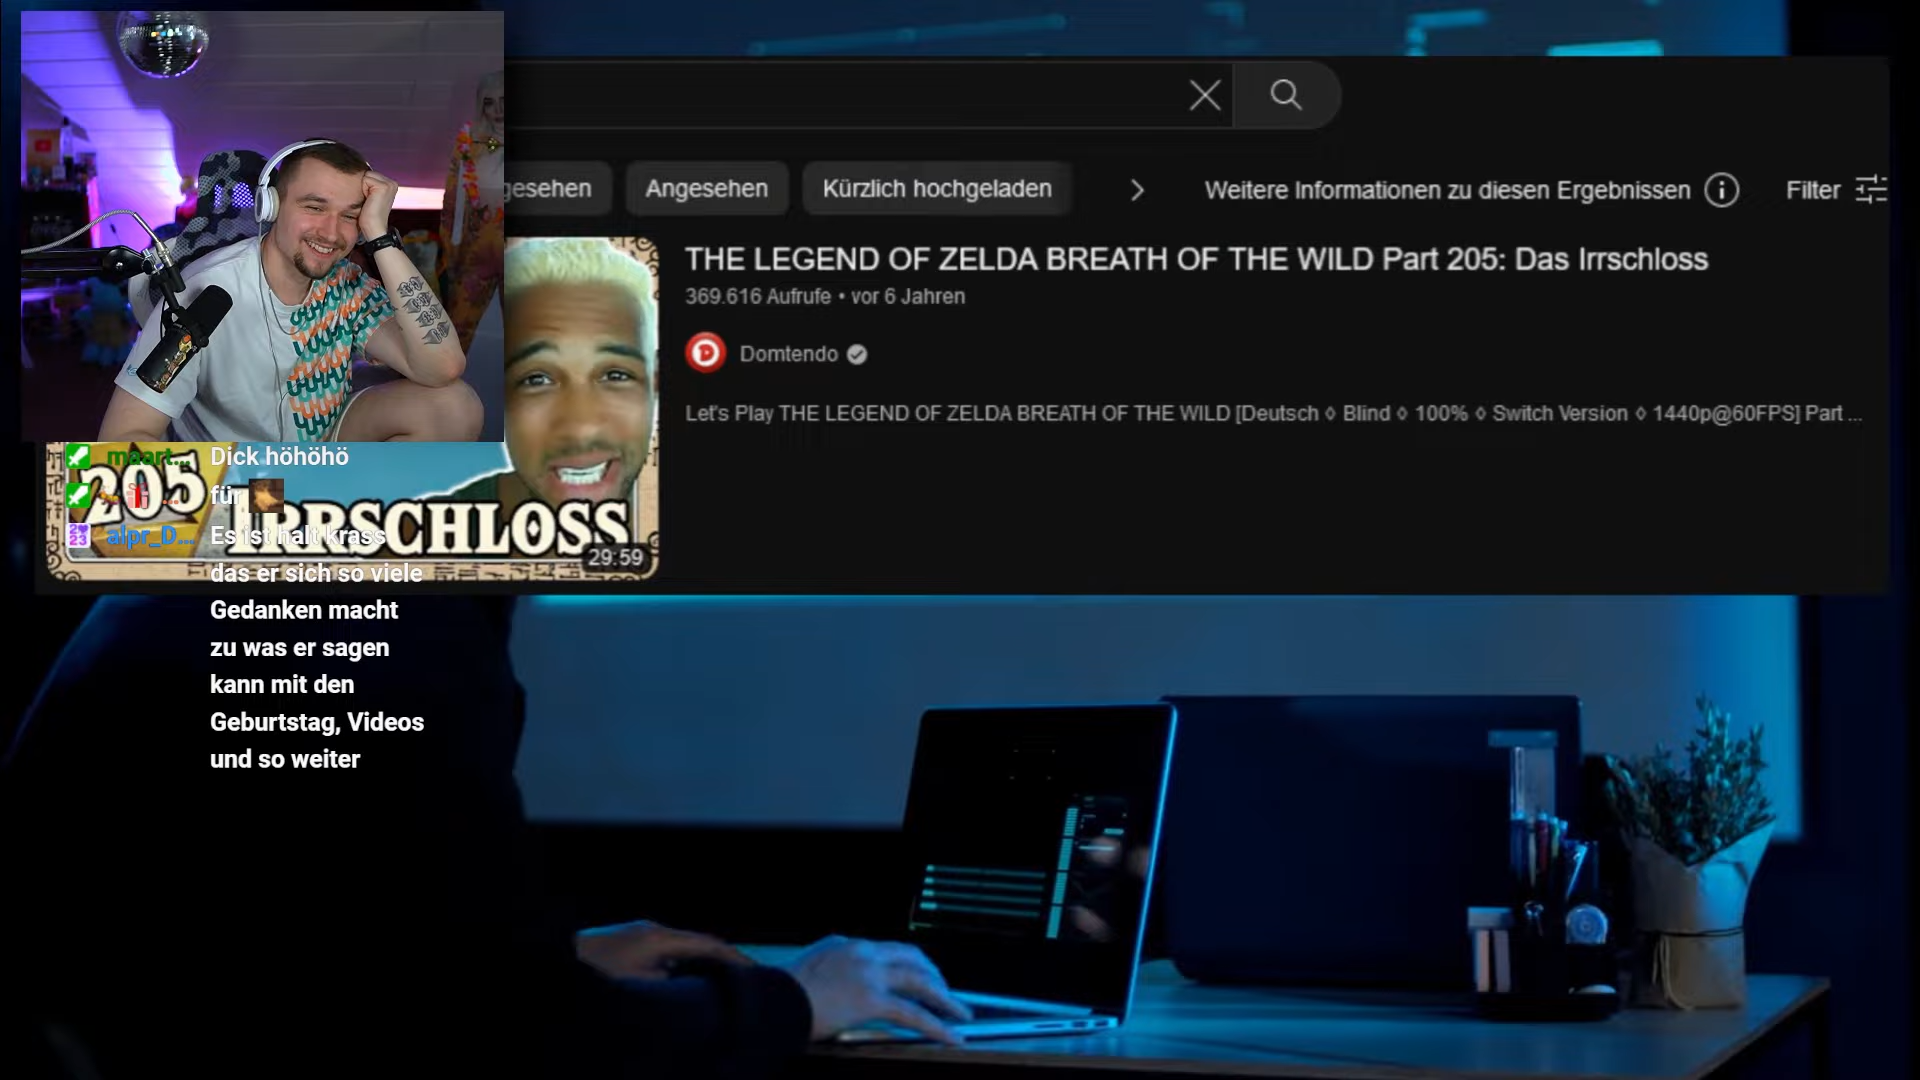 gesehen
Angesehen
Kürzlich hochgeladen
Weitere Informationen zu diesen Ergebnissen
Filter
THE LEGEND OF ZELDA BREATH OF THE WILD Part 205: Das Irrschloss
369.616 Aufrufe • vor 6 Jahren
Domtendo
Let's Play THE LEGEND OF ZELDA BREATH OF THE WILD [Deutsch ◊ Blind ◊ 100% ◊ Switch Version ◊ 1440p@60FPS] Part ...
205
IRRSCHLOSS
29:59
maart... Dick höhöhö
... für
alpr_D... Es ist halt krass
das er sich so viele
Gedanken macht
zu was er sagen
kann mit den
Geburtstag, Videos
und so weiter